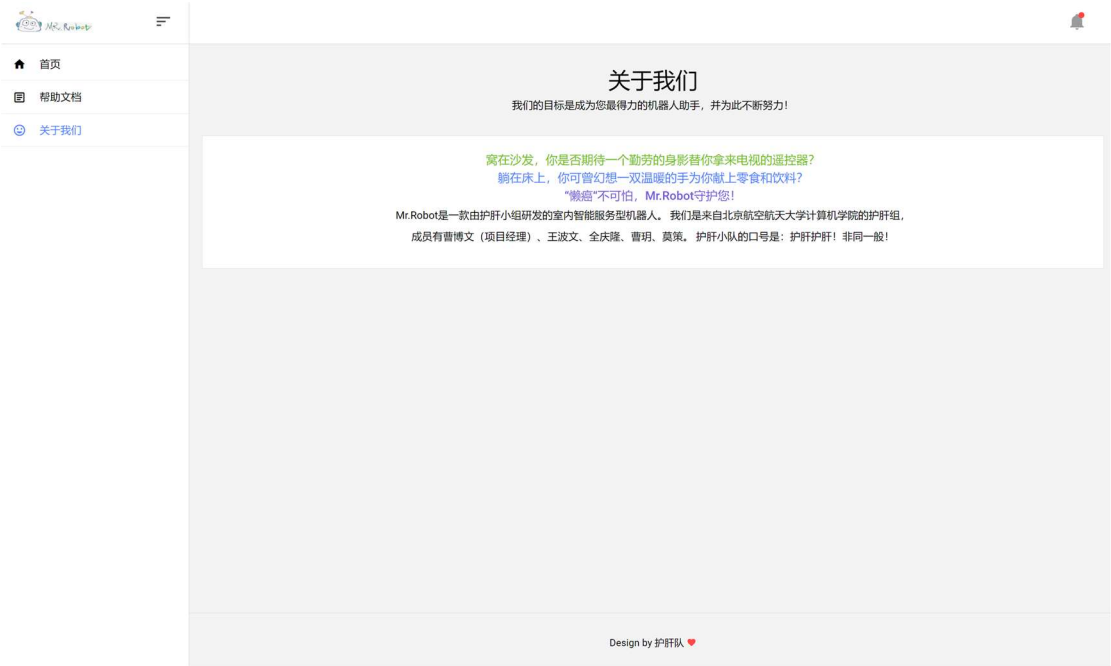 Mr. Robot
首页
帮助文档
关于我们
关于我们
我们的目标是成为您最得力的机器人助手，并为此不断努力！
窝在沙发，你是否期待一个勤劳的身影替你拿来电视的遥控器？
躺在床上，你可曾幻想一双温暖的手为你献上零食和饮料？
“懒癌”不可怕，Mr.Robot守护您！
Mr.Robot是一款由护肝小组研发的室内智能服务型机器人。 我们是来自北京航空航天大学计算机学院的护肝组，
成员有曹博文（项目经理）、王波文、全庆隆、曹玥、莫策。 护肝小队的口号是：护肝护肝！非同一般！
Design by 护肝队